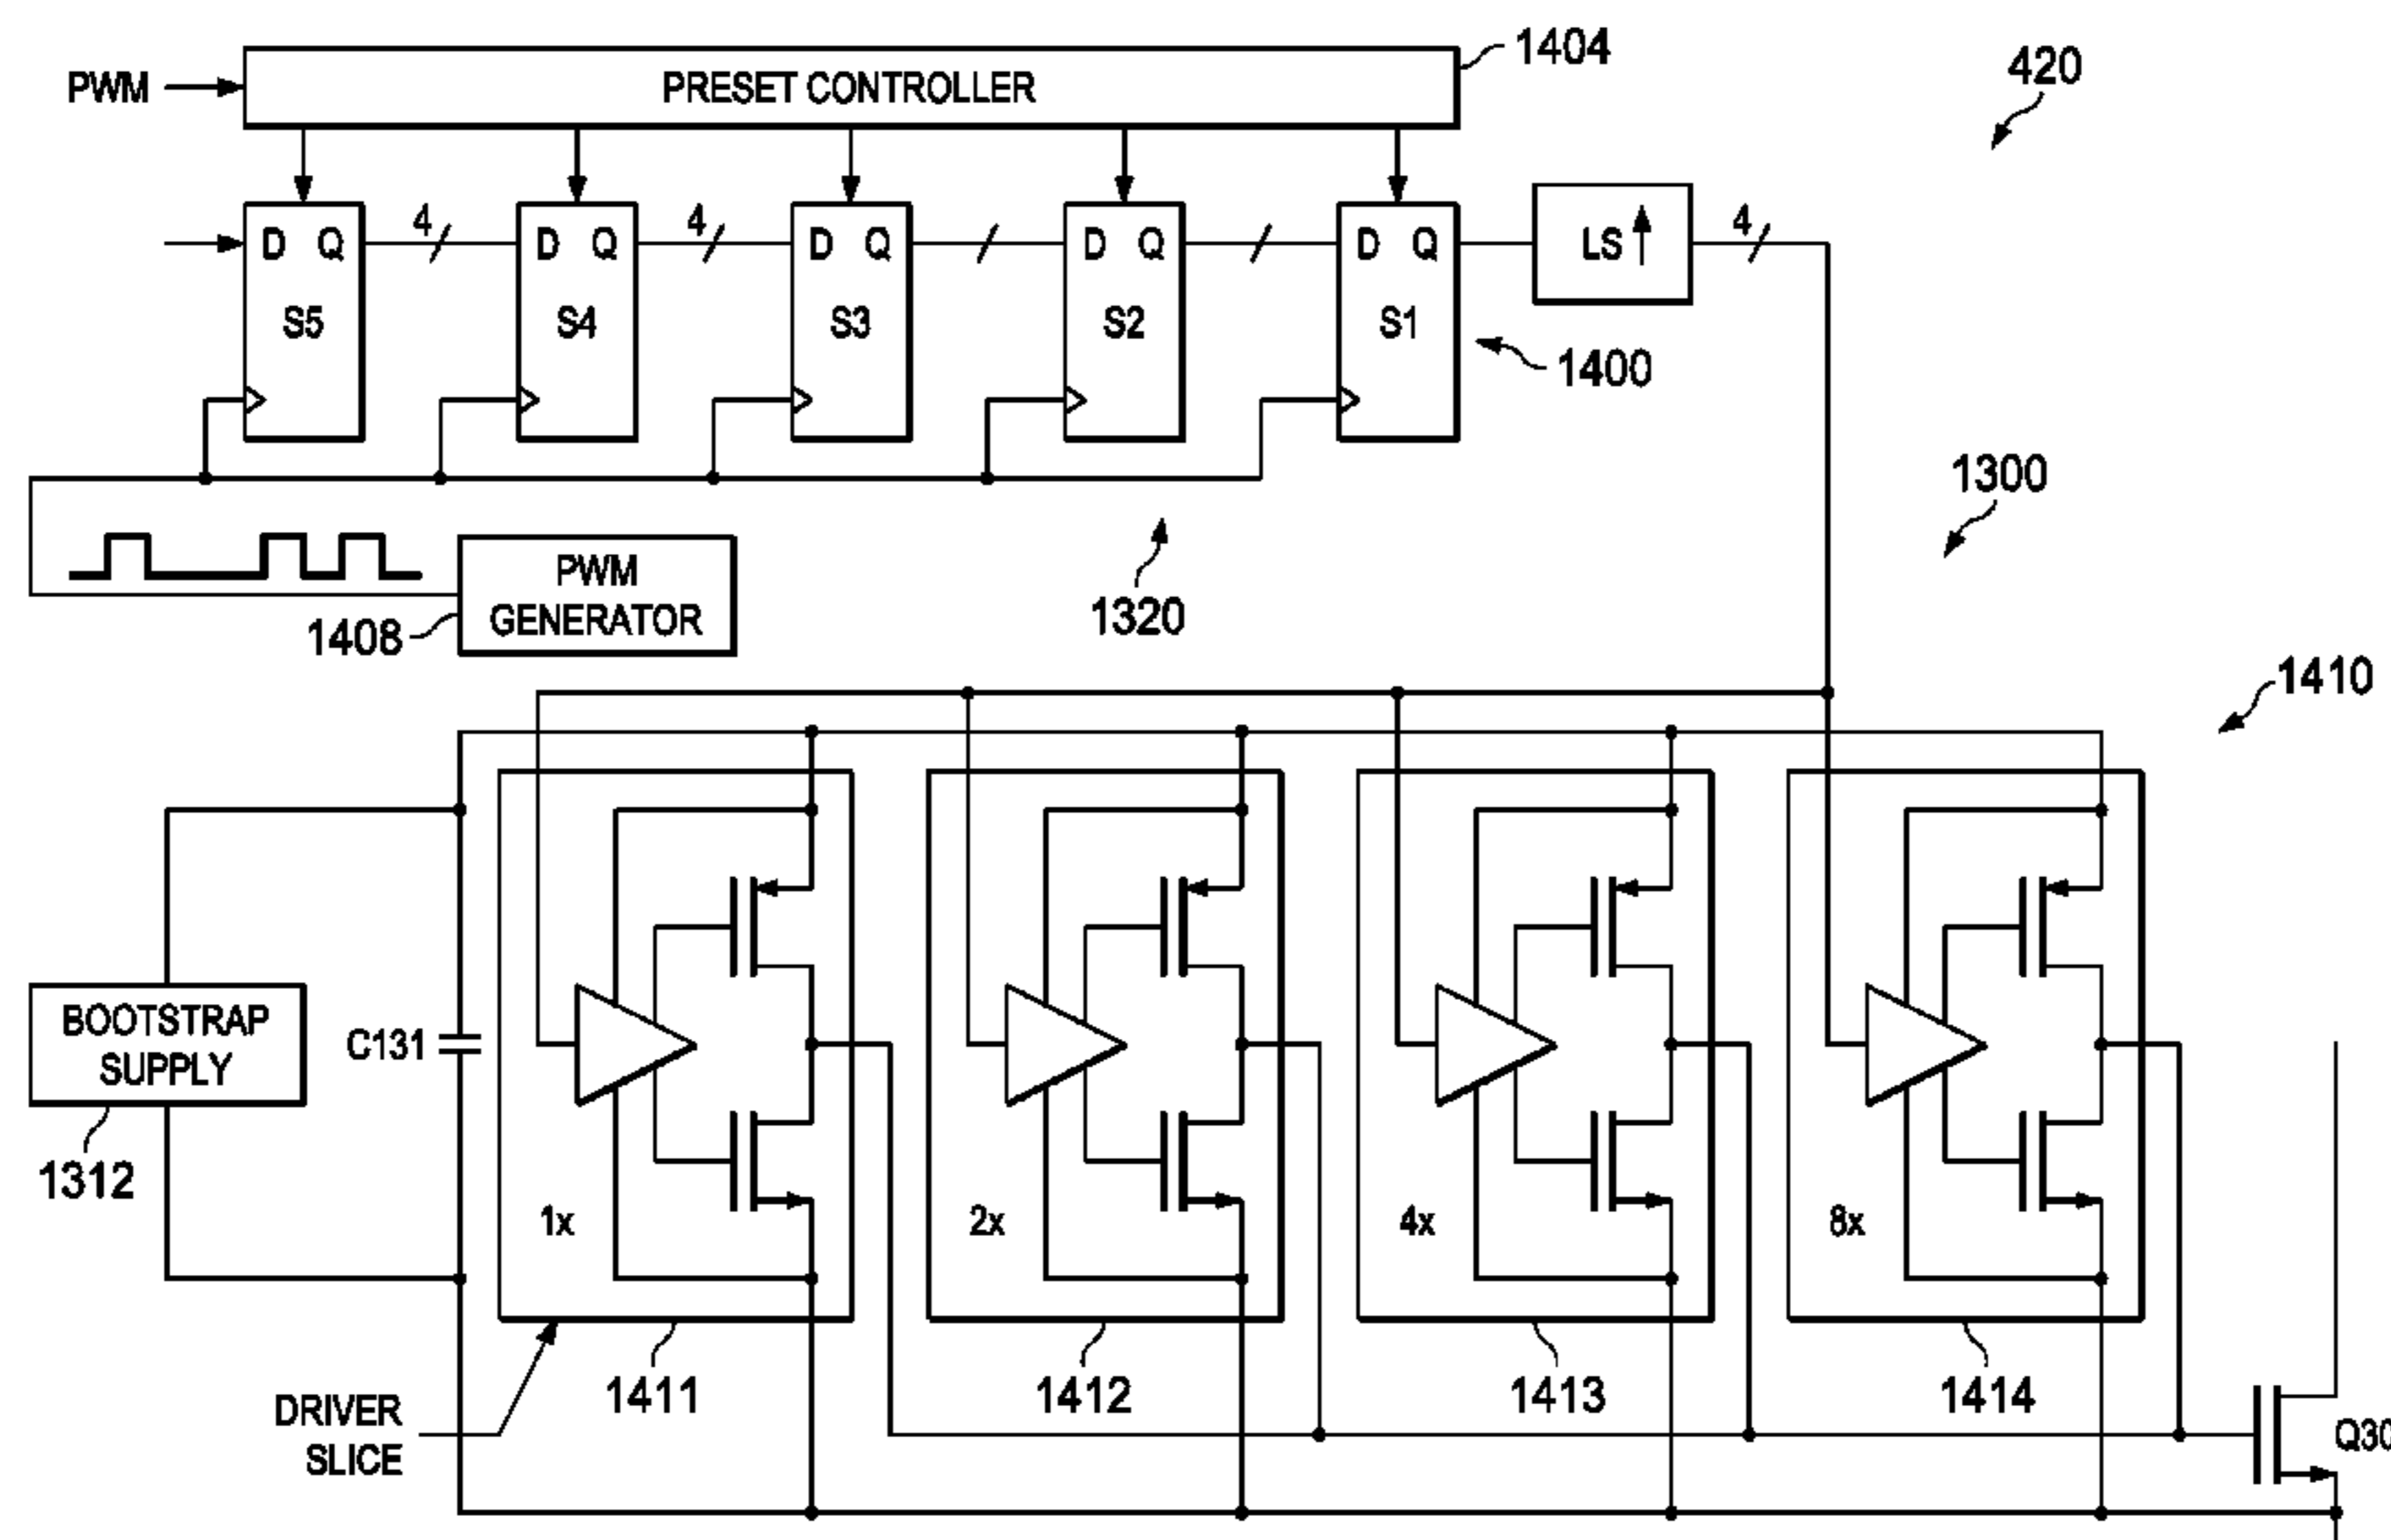 1404
420
PWM
PRESET CONTROLLER
D Q
4
D Q
4
D Q
D Q
D Q
LS
4
S5
S4
S3
S2
S1
1400
1300
PWM
GENERATOR
1408
1320
1410
BOOTSTRAP
SUPPLY
C131
1312
1x
2x
4x
8x
DRIVER
SLICE
1411
1412
1413
1414
Q30